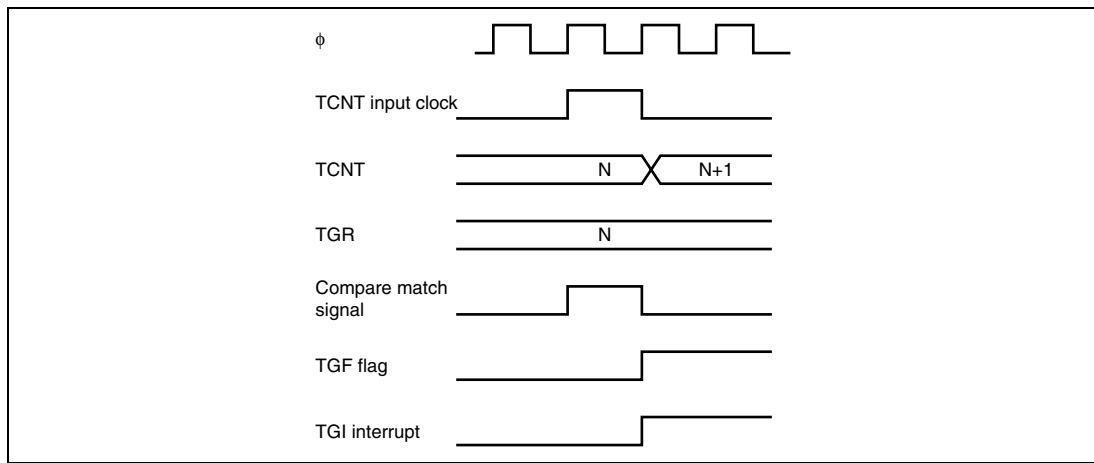 φ
TCNT input clock
TCNT
N
N+1
TGR
N
Compare match
signal
TGF flag
TGI interrupt